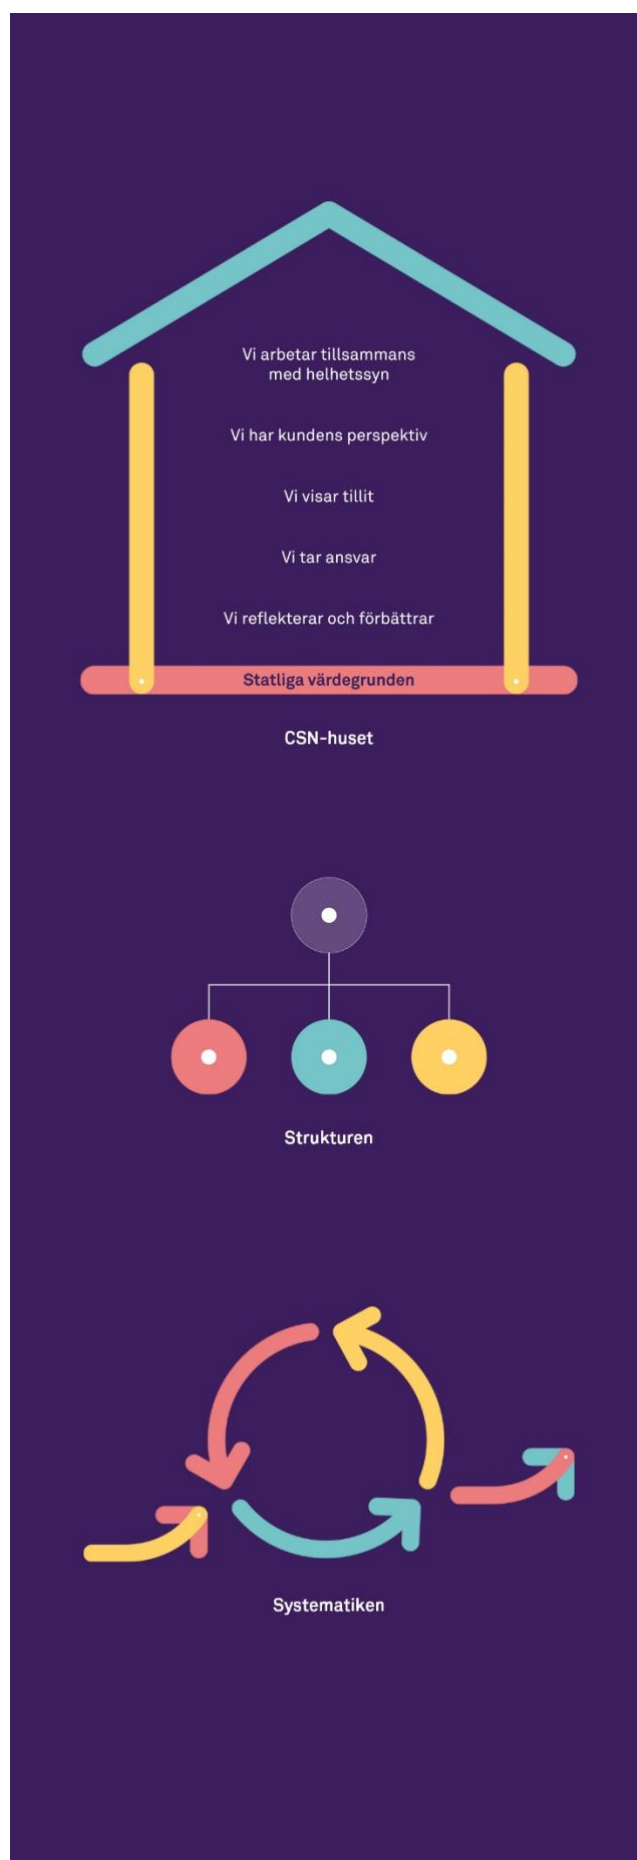 Vi arbetar tillsammans
med helhetssyn
Vi har kundens perspektiv
Vi visar tillit
Vi tar ansvar
Vi reflekterar och förbättrar
Statliga värdegrunden
CSN-huset
Strukturen
Systematiken